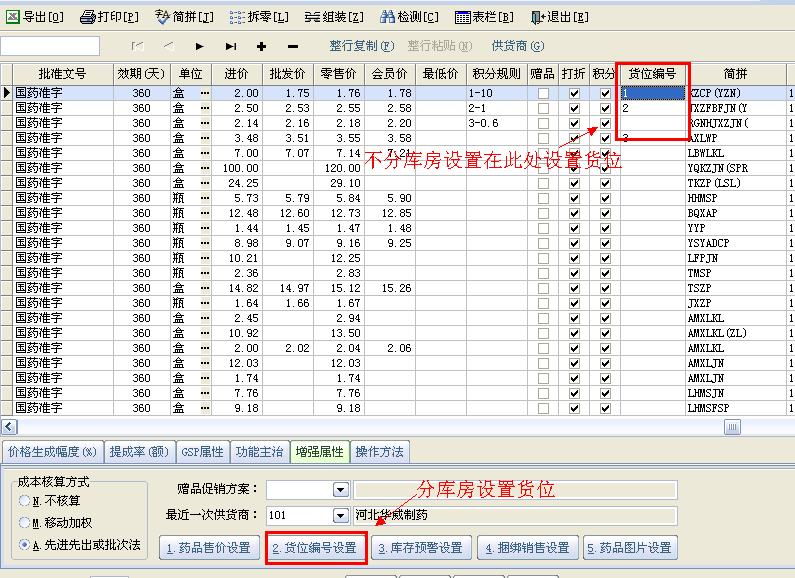 导出[O] 打印[P] 简拼[J] 拆零[L] 组装[Z] 检测[C] 表栏[B] 退出[E]
整行复制(F) 整行粘贴(N) 供货商(G)
批准文号 效期(天) 单位 进价 批发价 零售价 会员价 最低价 积分规则 赠品 打折 积分 货位编号 简拼
国药准字 360 盒 ··· 2.00 1.75 1.76 1.78 1-10 1 XZCP(YZN)
国药准字 360 盒 ··· 2.50 2.53 2.55 2.58 2-1 2 JXZFBFJN(Y
国药准字 360 盒 ··· 2.14 2.16 2.18 2.20 3-0.6 RGNHJXZJN(
国药准字 360 盒 ··· 3.48 3.51 3.55 3.58 3 AXLWP
国药准字 360 盒 ··· 7.00 7.07 7.14 7.21 LBWLKL
不分库房设置在此处设置货位
国药准字 360 盒 ··· 100.00 120.00 YQKZJN(SPR
国药准字 360 盒 ··· 24.25 29.10 TKZP(LSL)
国药准字 360 瓶 ··· 5.73 5.79 5.84 5.90 HHMSP
国药准字 360 瓶 ··· 12.48 12.60 12.73 12.85 BQXAP
国药准字 360 瓶 ··· 1.44 1.45 1.47 1.48 YYP
国药准字 360 瓶 ··· 8.98 9.07 9.16 9.25 YSYADCP
国药准字 360 瓶 ··· 10.21 12.25 LFPJN
国药准字 360 瓶 ··· 2.36 2.83 TMSP
国药准字 360 盒 ··· 14.82 14.97 15.12 15.26 TSZP
国药准字 360 瓶 ··· 1.64 1.66 1.67 JXZP
国药准字 360 盒 ··· 2.45 2.94 AMXLKL
国药准字 360 盒 ··· 10.92 13.50 AMXLKL(ZL)
国药准字 360 盒 ··· 2.00 2.02 2.04 2.06 AMXLKL
国药准字 360 盒 ··· 12.03 12.03 AMXLJN
国药准字 360 盒 ··· 1.74 1.74 AMXLJN
国药准字 360 盒 ··· 7.76 7.76 LHMSJN
国药准字 360 盒 ··· 9.18 9.18 LHMSFSP
价格生成幅度(%) 提成率(额) GSP属性 功能主治 增强属性 操作方法
成本核算方式
N. 不核算
M. 移动加权
A. 先进先出或批次法
赠品促销方案：
分库房设置货位
最近一次供货商： 101 河北华威制药
1. 药品售价设置 2. 货位编号设置 3. 库存预警设置 4. 捆绑销售设置 5. 药品图片设置